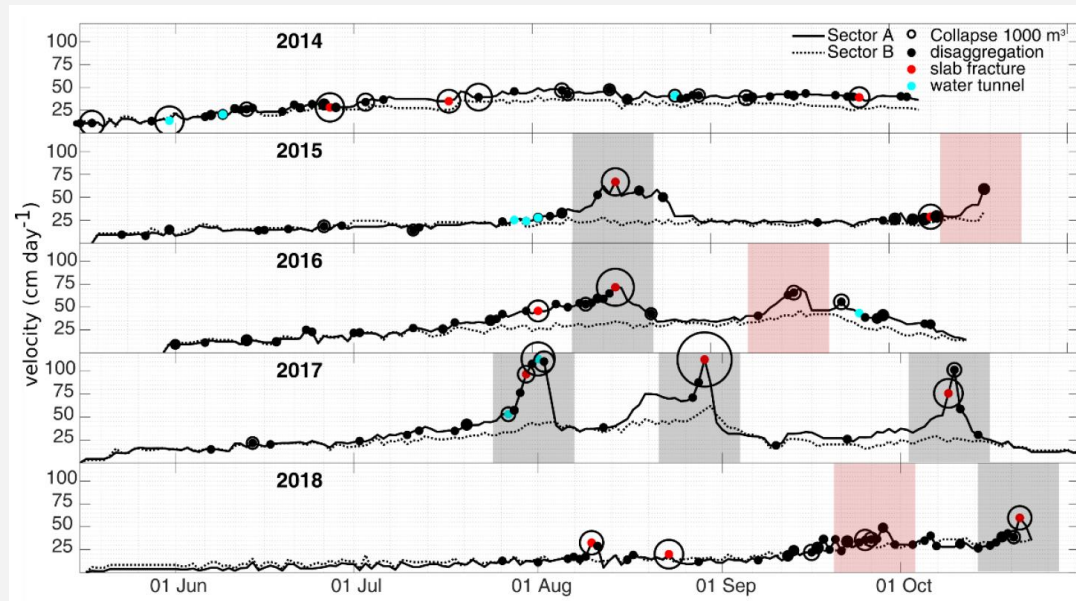 100
75
50
25
2014
Sector A
Sector B
Collapse 1000 m³
disaggregation
slab fracture
water tunnel
100
75
50
25
2015
100
75
50
25
2016
100
75
50
25
2017
100
75
50
25
2018
velocity (cm day⁻¹)
01 Jun
01 Jul
01 Aug
01 Sep
01 Oct